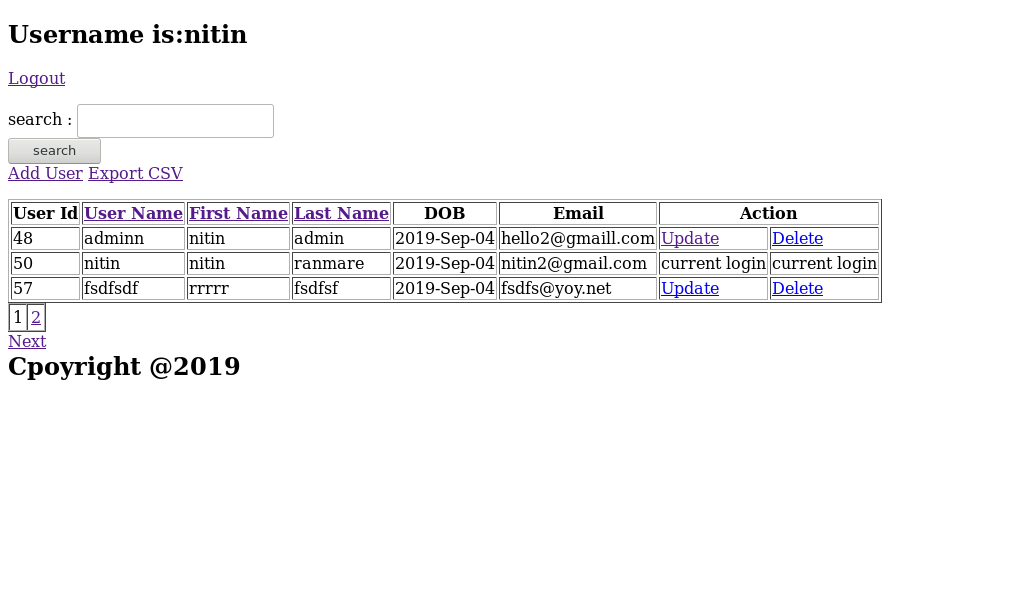 Username is:nitin
Logout
search :
search
Add User Export CSV
User Id User Name First Name Last Name DOB Email Action
48 adminn nitin admin 2019-Sep-04 hello2@gmaill.com Update Delete
50 nitin nitin ranmare 2019-Sep-04 nitin2@gmail.com current login current login
57 fsdfsdf rrrrr fsdfsf 2019-Sep-04 fsdfs@yoy.net Update Delete
1 2
Next
Cpoyright @2019